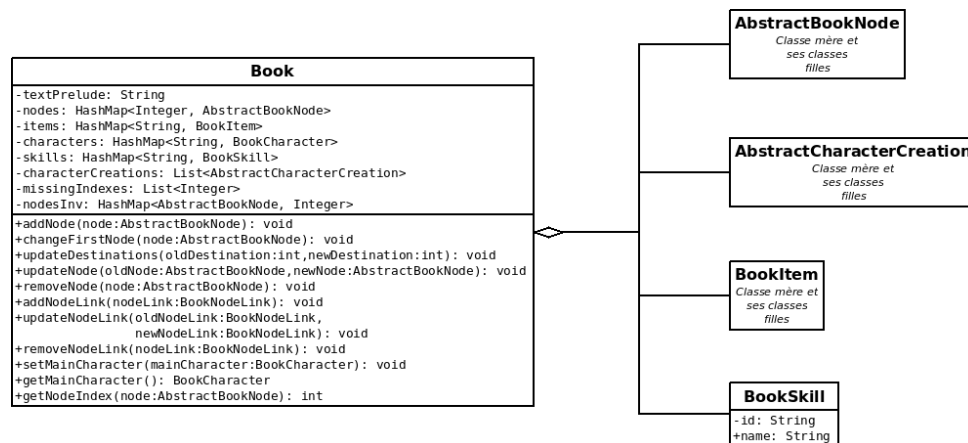 Book
-textPrelude: String
-nodes: HashMap<Integer, AbstractBookNode>
-items: HashMap<String, BookItem>
-characters: HashMap<String, BookCharacter>
-skills: HashMap<String, BookSkill>
-characterCreations: List<AbstractCharacterCreation>
-missingIndexes: List<Integer>
-nodesInv: HashMap<AbstractBookNode, Integer>
+addNode(node:AbstractBookNode): void
+changeFirstNode(node:AbstractBookNode): void
+updateDestinations(oldDestination:int,newDestination:int): void
+updateNode(oldNode:AbstractBookNode,newNode:AbstractBookNode): void
+removeNode(node:AbstractBookNode): void
+addNodeLink(nodeLink:BookNodeLink): void
+updateNodeLink(oldNodeLink:BookNodeLink,
newNodeLink:BookNodeLink): void
+removeNodeLink(nodeLink:BookNodeLink): void
+setMainCharacter(mainCharacter:BookCharacter): void
+getMainCharacter(): BookCharacter
+getNodeIndex(node:AbstractBookNode): int
AbstractBookNode
Classe mère et
ses classes
filles
AbstractCharacterCreation
Classe mère et
ses classes
filles
BookItem
Classe mère et
ses classes
filles
BookSkill
-id: String
+name: String